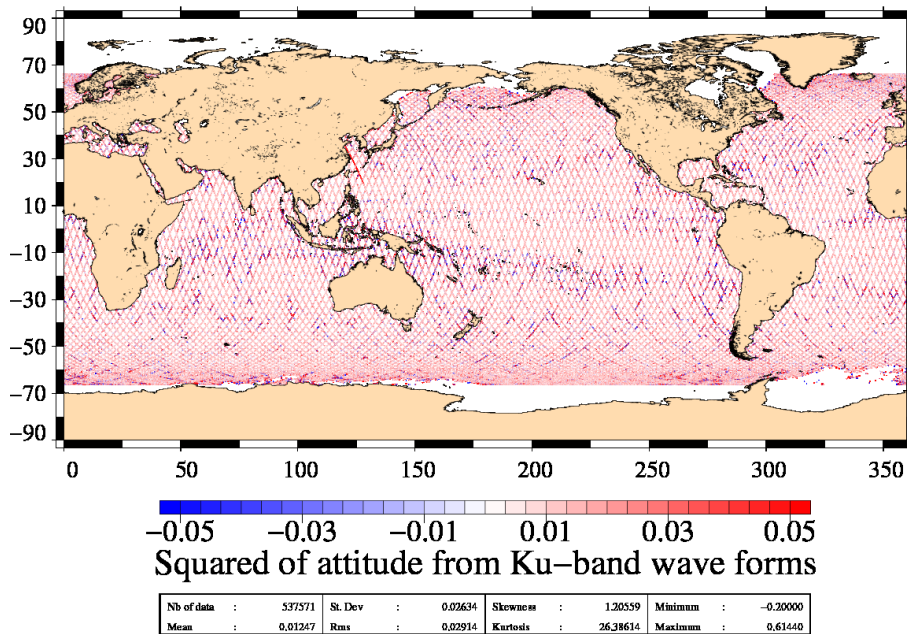 90
70
50
30
10
−10
−30
−50
−70
−90
0 50 100 150 200 250 300 350
−0.05 −0.03 −0.01 0.01 0.03 0.05
Squared of attitude from Ku−band wave forms
Nb of data : 537571 St. Dev : 0.02634 Skewness : 1.20559 Minimum : −0.20000
Mean : 0.01247 Rms : 0.02914 Kurtosis : 26.38614 Maximum : 0.61440